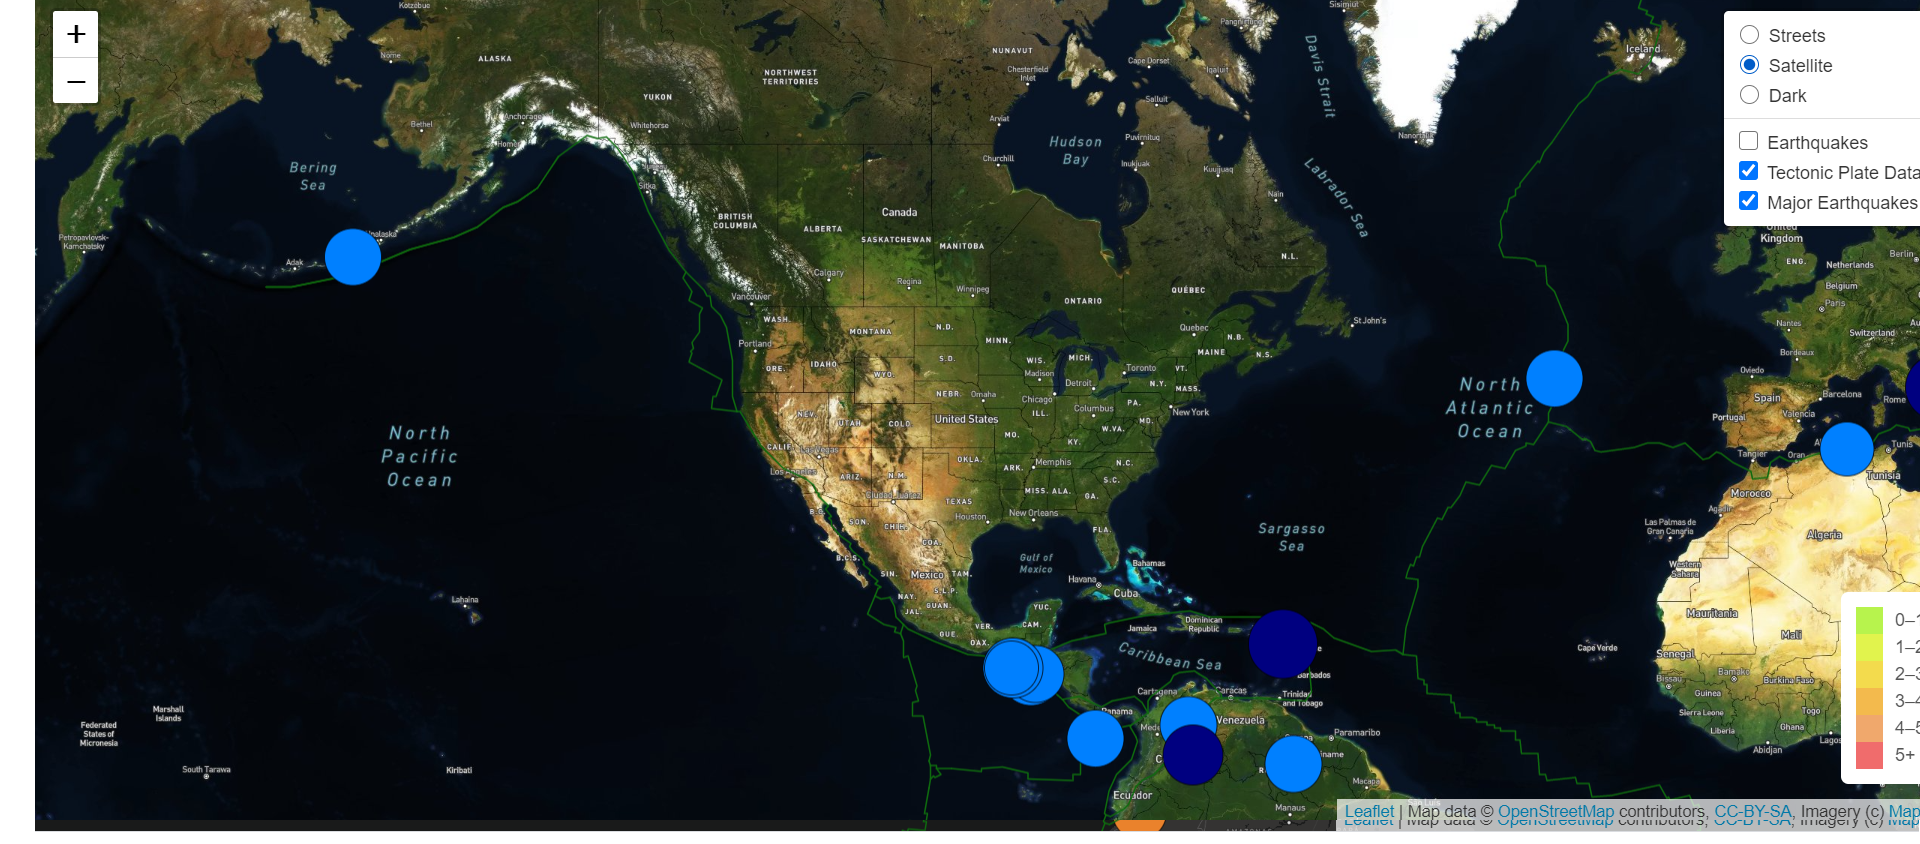 +
−
Streets
Satellite
Dark
Earthquakes
Tectonic Plate Data
Major Earthquakes
Kotzebue
Nome
ALASKA
Bethel
Anchorage
Homer
YUKON
Whitehorse
Sitka
NORTHWEST
TERRITORIES
NUNAVUT
Chesterfield
Inlet
Arviat
Churchill
Cape Dorset
Iqaluit
Salluit
Puvirnituq
Inukjuak
Kuujjuaq
Nain
Sisimiut
Nanortalik
Iceland
Davis Strait
Labrador Sea
Hudson
Bay
Bering
Sea
Petropavlovsk-
Kamchatsky
Adak
BRITISH
COLUMBIA
ALBERTA
Canada
SASKATCHEWAN
MANITOBA
ONTARIO
QUÉBEC
N.L.
Calgary
Regina
Winnipeg
Vancouver
Quebec
St John's
N.B.
N.S.
MAINE
WASH.
Portland
ORE.
IDAHO
MONTANA
WYO.
N.D.
S.D.
NEBR.
Omaha
MINN.
WIS.
Madison
MICH.
Detroit
Toronto
Chicago
ILL.
Columbus
N.Y.
VT.
MASS.
New York
PA.
MD.
W.VA.
KY.
NEV.
UTAH
COLO.
CALIF.
Las Vegas
Los Angeles
ARIZ.
N.M.
Ciudad Juárez
United States
MO.
OKLA.
ARK.
Memphis
N.C.
S.C.
GA.
MISS.
ALA.
TEXAS
Houston
New Orleans
FLA.
B.C.
SON.
CHIH.
COA.
B.C.S.
SIN.
Mexico
TAM.
NAY.
S.L.P.
GUAN.
JAL.
VER.
GUE.
OAX.
CAM.
YUC.
Gulf of
Mexico
Havana
Cuba
Bahamas
Jamaica
Dominican
Republic
Caribbean Sea
Barbados
Trinidad
and Tobago
Cartagena
Caracas
Panama
Venezuela
Paramaribo
Ecuador
Manaus
Macapa
North
Pacific
Ocean
Lahaina
Marshall
Islands
Federated
States of
Micronesia
South Tarawa
Kiribati
Sargasso
Sea
North
Atlantic
Ocean
United
Kingdom
ENG.
Netherlands
Berlin
Belgium
Paris
Nantes
Switzerland
Bordeaux
Oviedo
Spain
Barcelona
Rome
Portugal
Valencia
Tangier
Oran
Tunis
Tunisia
Morocco
Agadir
Las Palmas de
Gran Canaria
Algeria
Western
Sahara
Mauritania
Mali
Cape Verde
Senegal
Bissau
Bamako
Burkina Faso
Guinea
Sierra Leone
Liberia
Togo
Ghana
Abidjan
Lagos
0–1
1–2
2–3
3–4
4–5
5+
Leaflet | Map data © OpenStreetMap contributors, CC-BY-SA, Imagery (c) Map
Leaflet | Map data © OpenStreetMap contributors, CC-BY-SA, Imagery (c) Map